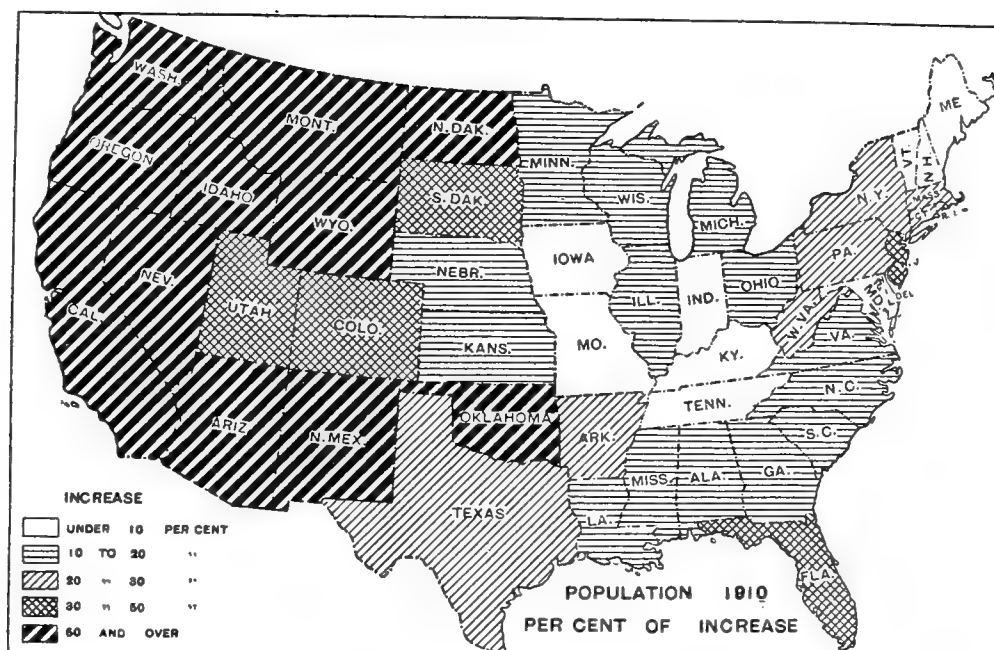 WASH.
MONT.
N.DAK.
MINN.
ME
OREGON
IDAHO
S.DAK.
WIS.
MICH.
VT.
N.H.
MASS
N.Y.
CT.
R.I.
WYO.
NEBR.
IOWA
PA.
NEV.
CAL.
UTAH
COLO.
ILL.
IND.
OHIO
W.VA.
MD.
DEL
J
VA.
KANS.
MO.
KY.
N.C.
TENN.
ARIZ
N.MEX.
OKLAHOMA
ARK.
S.C.
MISS.
ALA.
GA.
TEXAS
LA.
FLA.
INCREASE
UNDER 10 PER CENT
10 TO 20 "
20 " 30 "
30 " 50 "
50 AND OVER
POPULATION 1910
PER CENT OF INCREASE